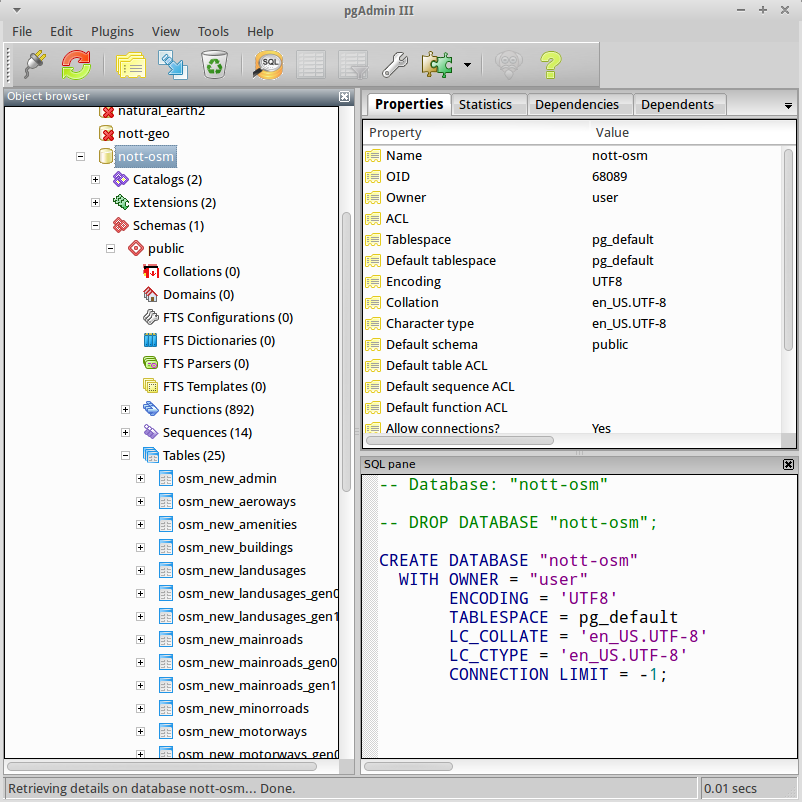 pgAdmin III
File Edit Plugins View Tools Help
SQL
Object browser
natural_earth2
nott-geo
nott-osm
Catalogs (2)
Extensions (2)
Schemas (1)
public
Collations (0)
Domains (0)
FTS Configurations (0)
FTS Dictionaries (0)
FTS Parsers (0)
FTS Templates (0)
Functions (892)
Sequences (14)
Tables (25)
osm_new_admin
osm_new_aeroways
osm_new_amenities
osm_new_buildings
osm_new_landusages
osm_new_landusages_gen0
osm_new_landusages_gen1
osm_new_mainroads
osm_new_mainroads_gen0
osm_new_mainroads_gen1
osm_new_minorroads
osm_new_motorways
osm_new_motorways_gen0
Properties Statistics Dependencies Dependents
Property Value
Name nott-osm
OID 68089
Owner user
ACL
Tablespace pg_default
Default tablespace pg_default
Encoding UTF8
Collation en_US.UTF-8
Character type en_US.UTF-8
Default schema public
Default table ACL
Default sequence ACL
Default function ACL
Allow connections? Yes
SQL pane
-- Database: "nott-osm"
-- DROP DATABASE "nott-osm";
CREATE DATABASE "nott-osm"
WITH OWNER = "user"
ENCODING = 'UTF8'
TABLESPACE = pg_default
LC_COLLATE = 'en_US.UTF-8'
LC_CTYPE = 'en_US.UTF-8'
CONNECTION LIMIT = -1;
Retrieving details on database nott-osm... Done.
0.01 secs